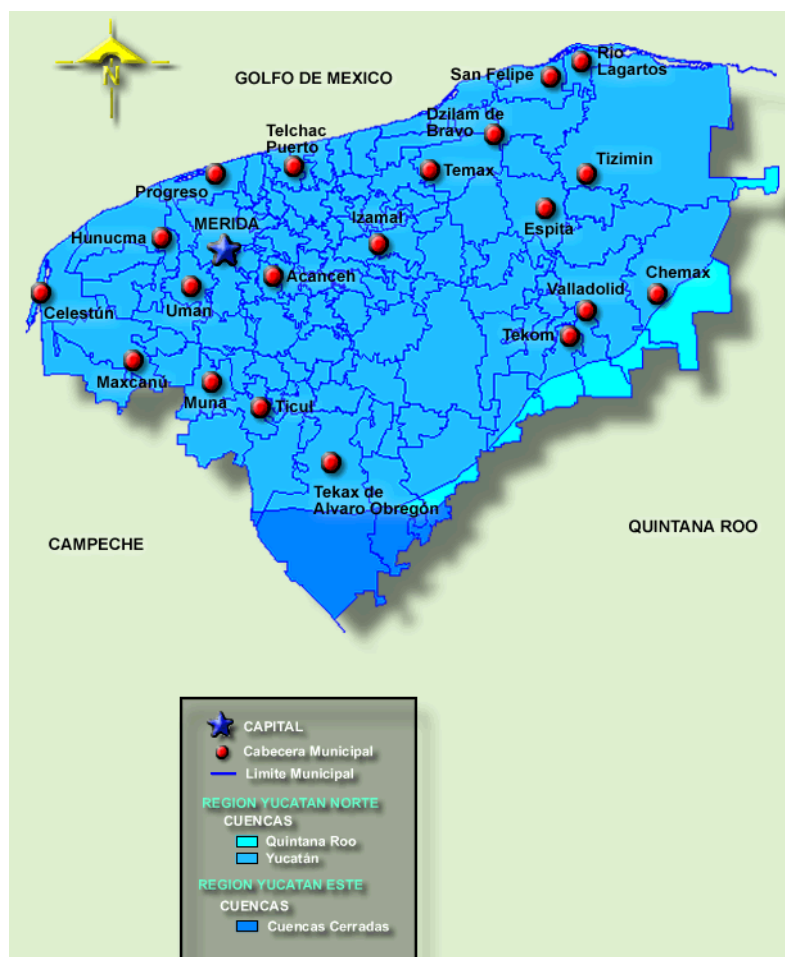 N
GOLFO DE MEXICO
San Felipe
Rio
Lagartos
Dzilam de
Bravo
Telchac
Puerto
Temax
Tizimin
Progreso
MERIDA
Izamal
Espita
Hunucma
Acanceh
Chemax
Valladolid
Celestún
Uman
Tekom
Maxcanú
Muna
Ticul
Tekax de
Alvaro Obregón
CAMPECHE
QUINTANA ROO
CAPITAL
Cabecera Municipal
Limite Municipal
REGION YUCATAN NORTE
CUENCAS
Quintana Roo
Yucatán
REGION YUCATAN ESTE
CUENCAS
Cuencas Cerradas